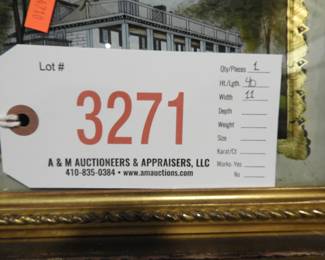 Lot #
3271
A & M AUCTIONEERS & APPRAISERS, LLC
410-835-0384 • www.amauctions.com
Qty/Pieces 1
Ht./Lgth. 40
Width 11
Depth
Weight
Size
Karat/Ct
Works- Yes
No